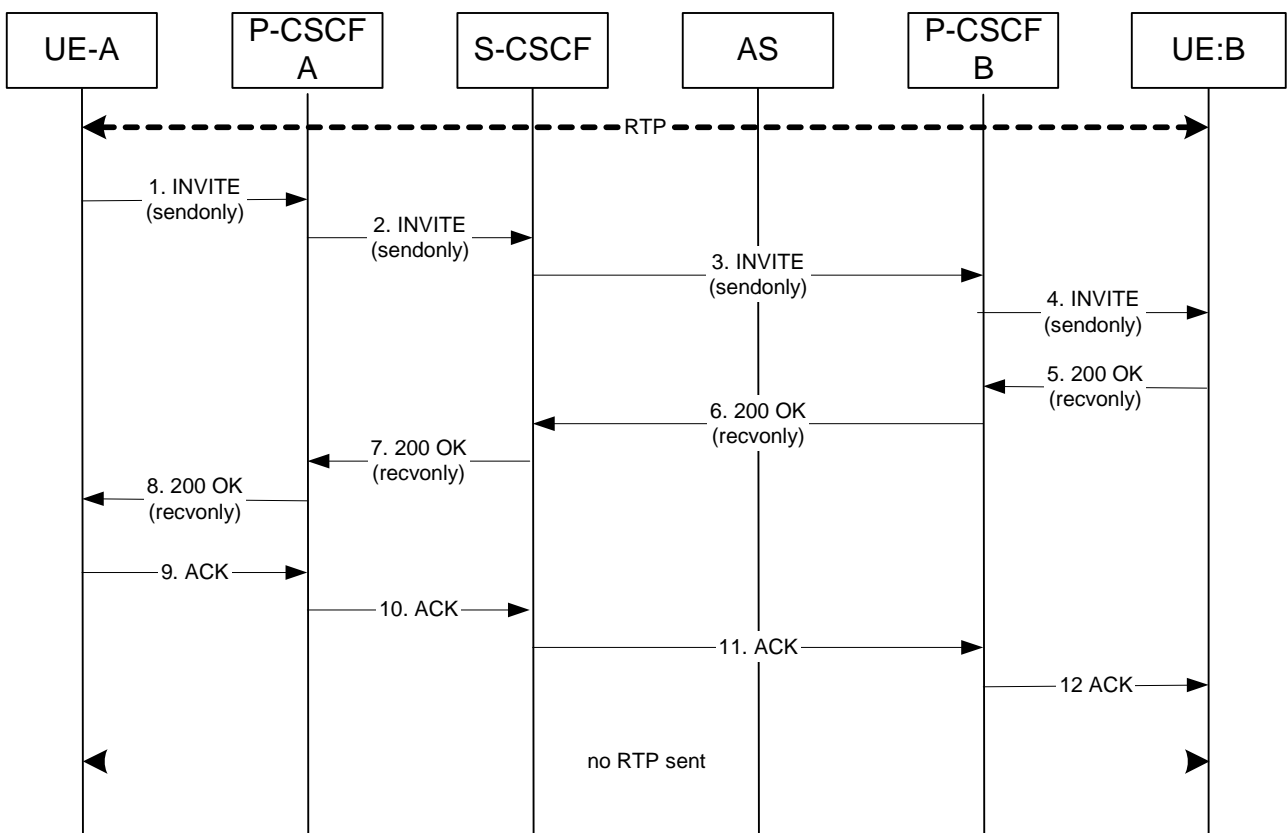 UE-A
P-CSCF
A
S-CSCF
AS
P-CSCF
B
UE:B
RTP
1. INVITE
(sendonly)
2. INVITE
(sendonly)
3. INVITE
(sendonly)
4. INVITE
(sendonly)
5. 200 OK
(recvonly)
6. 200 OK
(recvonly)
7. 200 OK
(recvonly)
8. 200 OK
(recvonly)
9. ACK
10. ACK
11. ACK
12 ACK
no RTP sent